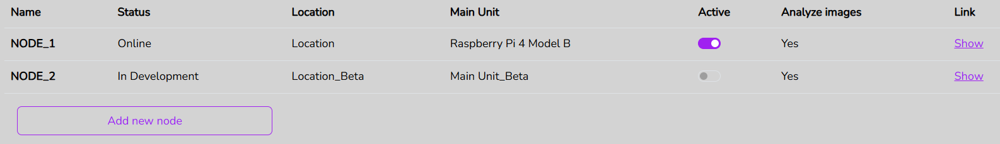 Name Status Location Main Unit Active Analyze images Link
NODE_1 Online Location Raspberry Pi 4 Model B Yes Show
NODE_2 In Development Location_Beta Main Unit_Beta Yes Show
Add new node